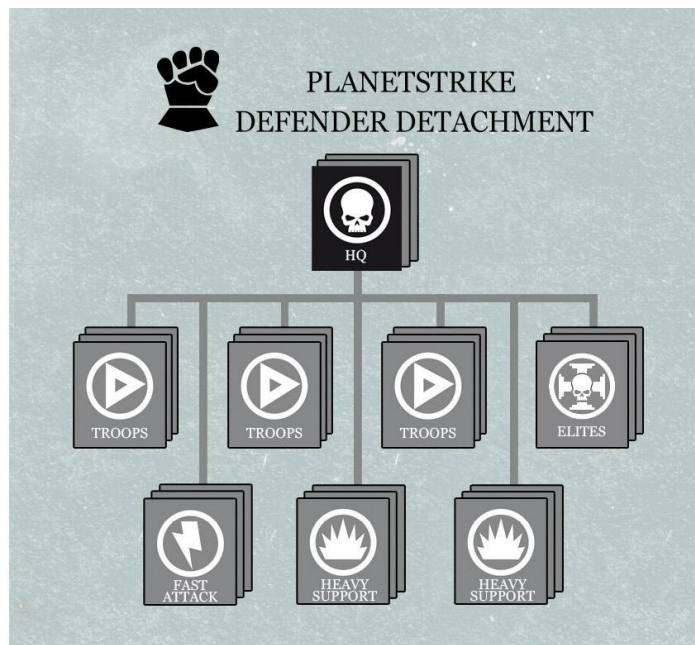 PLANETSTRIKE
DEFENDER DETACHMENT
HQ
TROOPS
TROOPS
TROOPS
ELITES
FAST
ATTACK
HEAVY
SUPPORT
HEAVY
SUPPORT